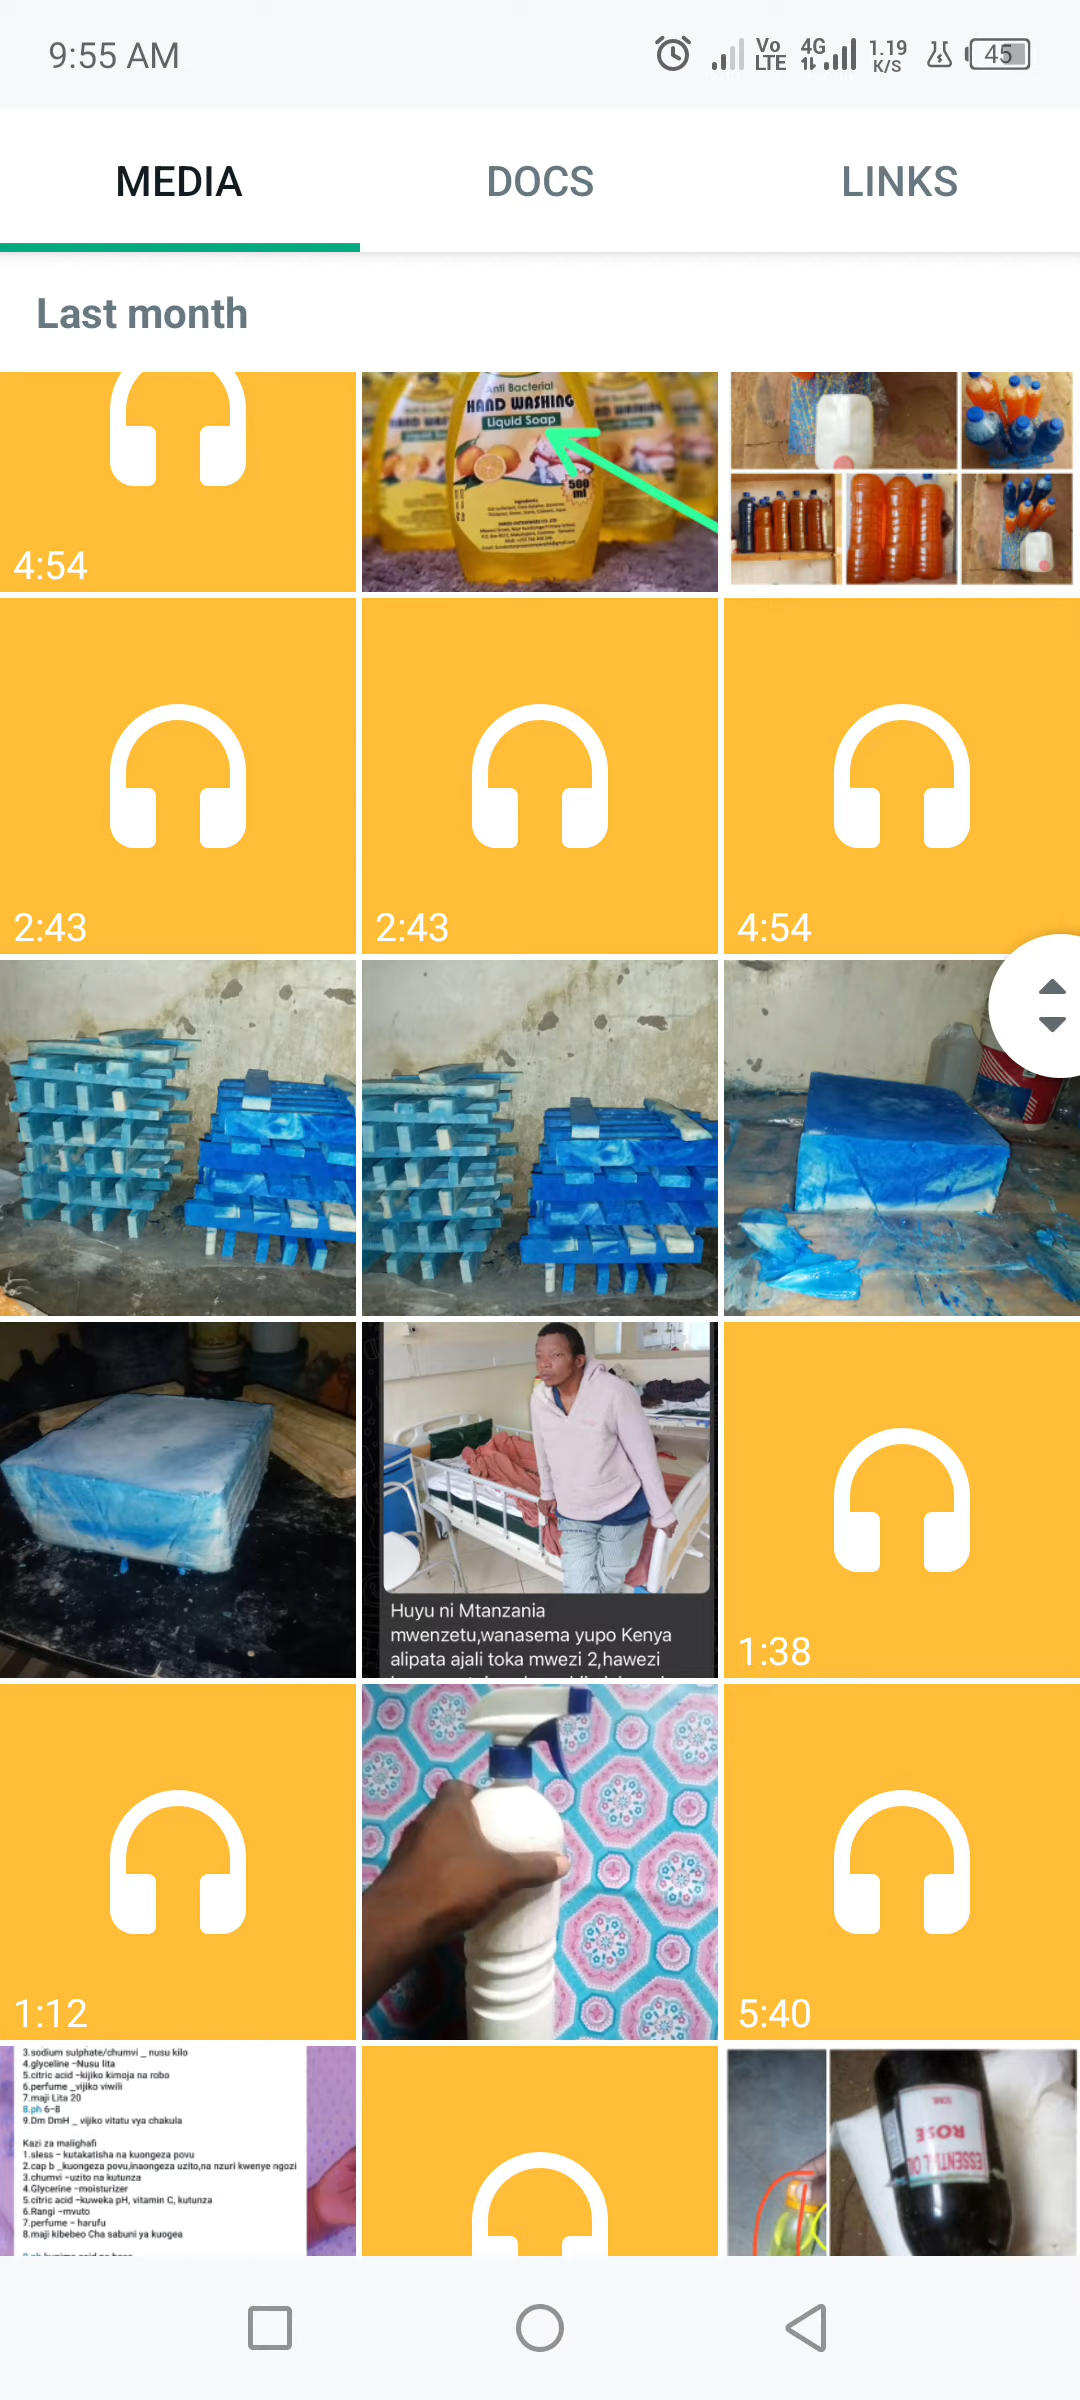 9:55 AM
Vo
LTE
4G
1.19
K/S
45
MEDIA
DOCS
LINKS
Last month
4:54
Anti Bacterial
HAND WASHING
Liquid Soap
500
ml
2:43
2:43
4:54
Huyu ni Mtanzania
mwenzetu,wanasema yupo Kenya
alipata ajali toka mwezi 2,hawezi
1:38
1:12
5:40
3.sodium sulphate/chumvi _ nusu kilo
4.glyceline -Nusu lita
5.citric acid -kijiko kimoja na robo
6.perfume _vijiko viwili
7.maji Lita 20
8.ph 6-8
9.Dm DmH _ vijiko vitatu vya chakula
Kazi za malighafi
1.sless - kutakatisha na kuongeza povu
2.cap b _kuongeza povu,inaongeza uzito,na nzuri kwenye ngozi
3.chumvi -uzito na kutunza
4.Glycerine -moisturizer
5.citric acid -kuweka pH, vitamin C, kutunza
6.Rangi -mvuto
7.perfume - harufu
8.maji kibebeo Cha sabuni ya kuogea
ROSE
ESSENTIAL OIL